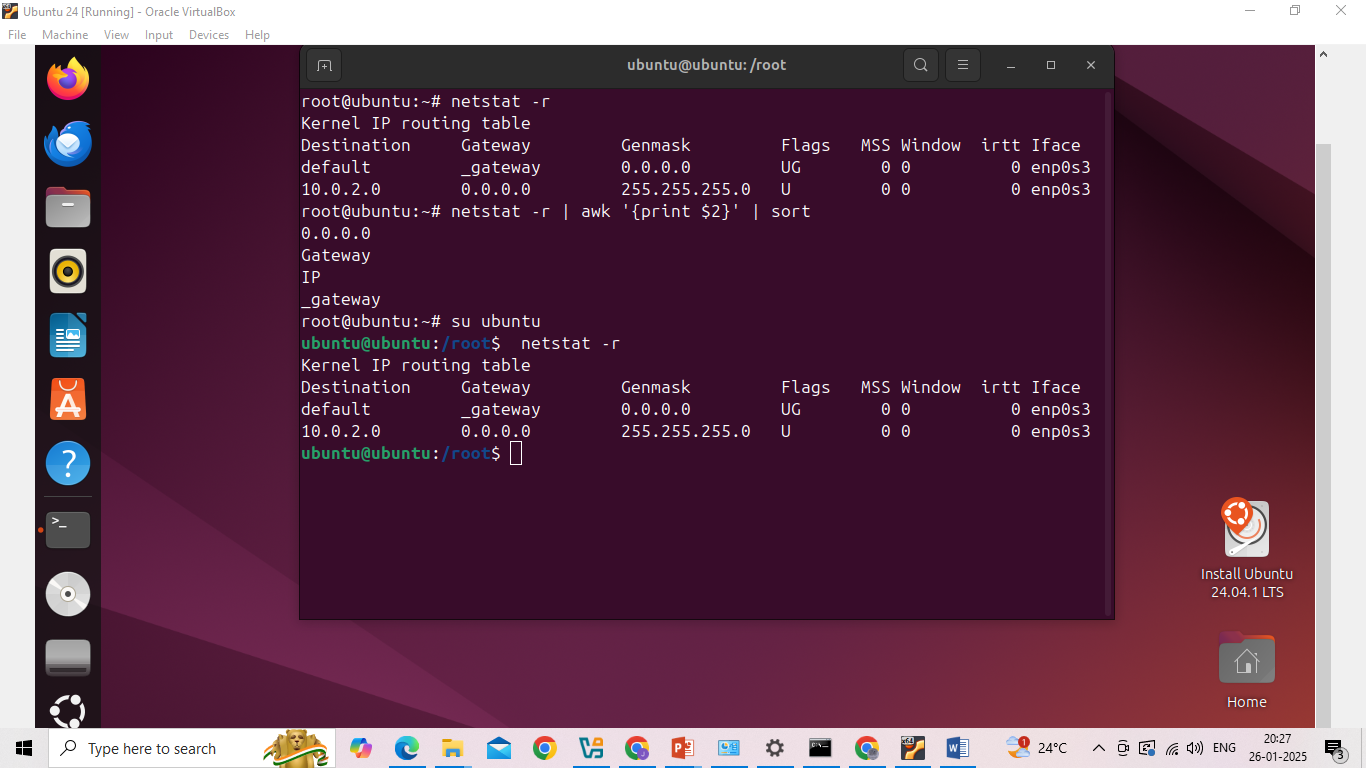 Ubuntu 24 [Running] - Oracle VirtualBox
File Machine View Input Devices Help
ubuntu@ubuntu: /root
root@ubuntu:~# netstat -r
Kernel IP routing table
Destination Gateway Genmask Flags MSS Window irtt Iface
default _gateway 0.0.0.0 UG 0 0 0 enp0s3
10.0.2.0 0.0.0.0 255.255.255.0 U 0 0 0 enp0s3
root@ubuntu:~# netstat -r | awk '{print $2}' | sort
0.0.0.0
Gateway
IP
_gateway
root@ubuntu:~# su ubuntu
ubuntu@ubuntu:/root$  netstat -r
Kernel IP routing table
Destination Gateway Genmask Flags MSS Window irtt Iface
default _gateway 0.0.0.0 UG 0 0 0 enp0s3
10.0.2.0 0.0.0.0 255.255.255.0 U 0 0 0 enp0s3
ubuntu@ubuntu:/root$
Install Ubuntu
24.04.1 LTS
Home
Type here to search
24°C
ENG
20:27
26-01-2025
3